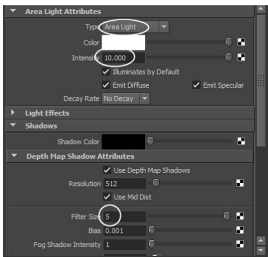 Area Light Attributes
Type Area Light
Color
Intensity 10.000
Illuminates by Default
Emit Diffuse Emit Specular
Decay Rate No Decay
Light Effects
Shadows
Shadow Color
Depth Map Shadow Attributes
Use Depth Map Shadows
Resolution 512
Use Mid Dist
Filter Size 5
Bias 0.001
Fog Shadow Intensity 1